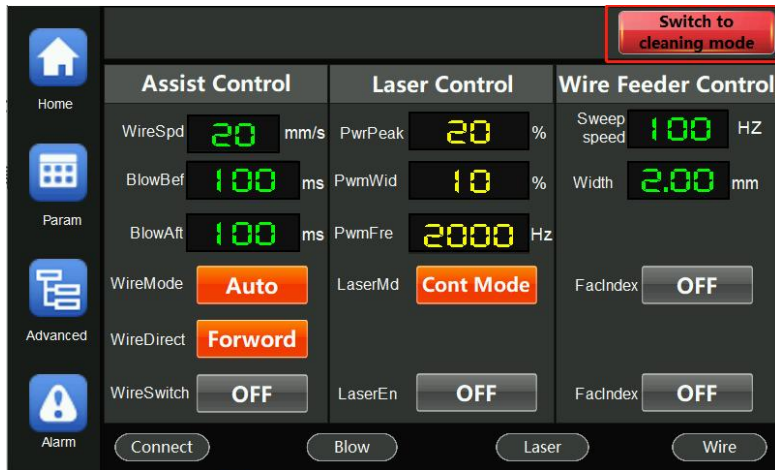 Switch to
cleaning mode
Home
Param
Advanced
Alarm
Assist Control
WireSpd 20 mm/s
BlowBef 100 ms
BlowAft 100 ms
WireMode Auto
WireDirect Forword
WireSwitch OFF
Laser Control
PwrPeak 20 %
PwmWid 10 %
PwmFre 2000 Hz
LaserMd Cont Mode
LaserEn OFF
Wire Feeder Control
Sweep
speed 100 HZ
Width 2.00 mm
FacIndex OFF
FacIndex OFF
Connect Blow Laser Wire